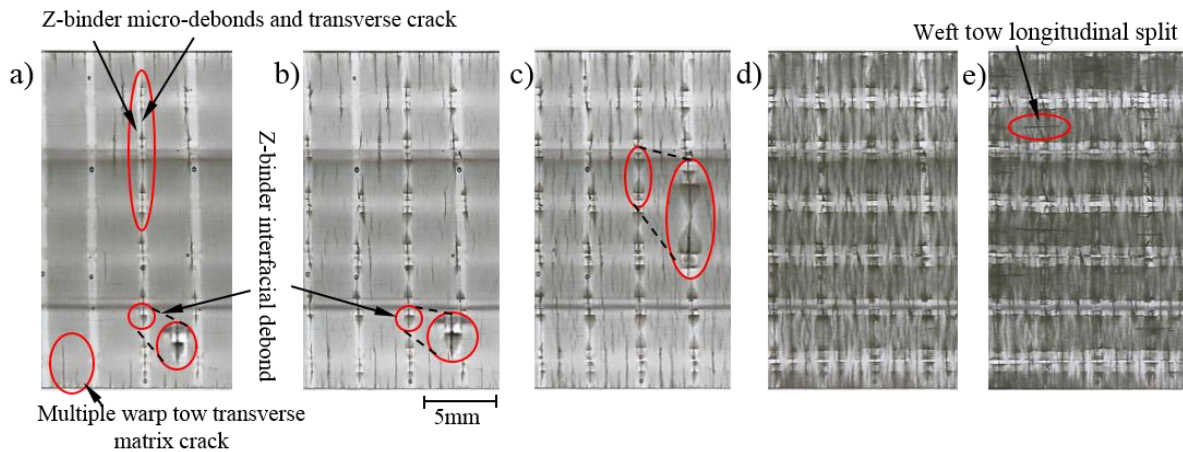 Z-binder micro-debonds and transverse crack
Weft tow longitudinal split
a)
b)
c)
d)
e)
Z-binder interfacial debond
5mm
Multiple warp tow transverse
matrix crack